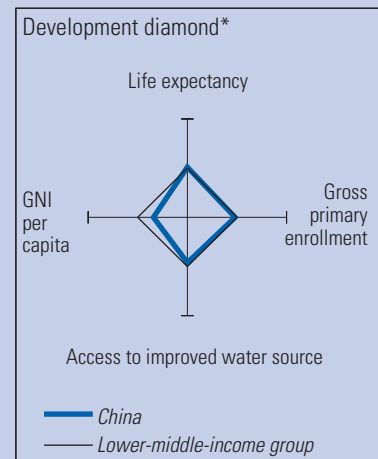 Development diamond*
Life expectancy
GNI
per
capita
Gross
primary
enrollment
Access to improved water source
China
Lower-middle-income group